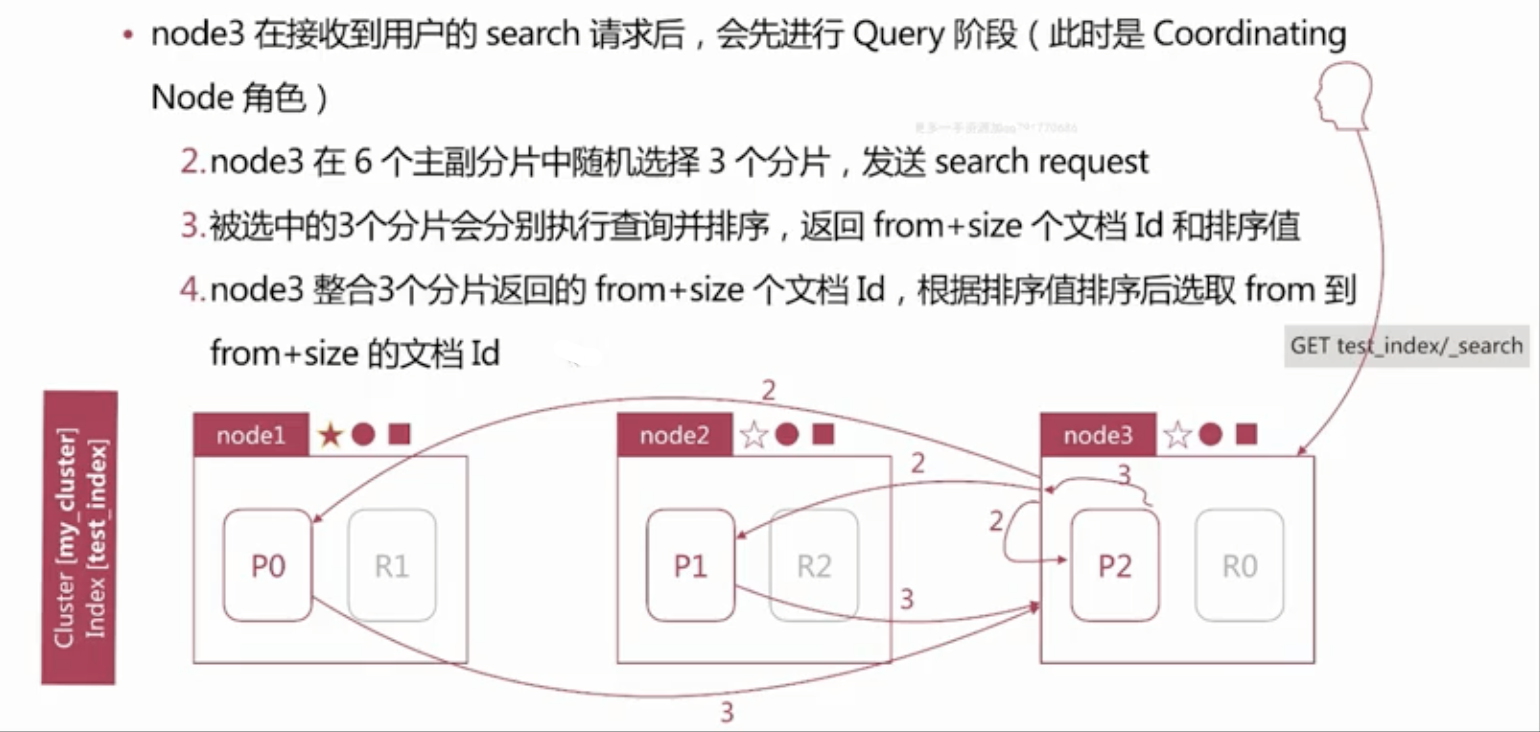 • node3 在接收到用户的 search 请求后，会先进行 Query 阶段（此时是 Coordinating
Node 角色）
2.node3 在 6 个主副分片中随机选择 3 个分片，发送 search request
3.被选中的3个分片会分别执行查询并排序，返回 from+size 个文档 Id 和排序值
4.node3 整合3个分片返回的 from+size 个文档 Id，根据排序值排序后选取 from 到
from+size 的文档 Id
GET test_index/_search
Cluster [my_cluster]
Index [test_index]
node1
node2
node3
2
2
3
2
P0
R1
P1
R2
P2
R0
3
3